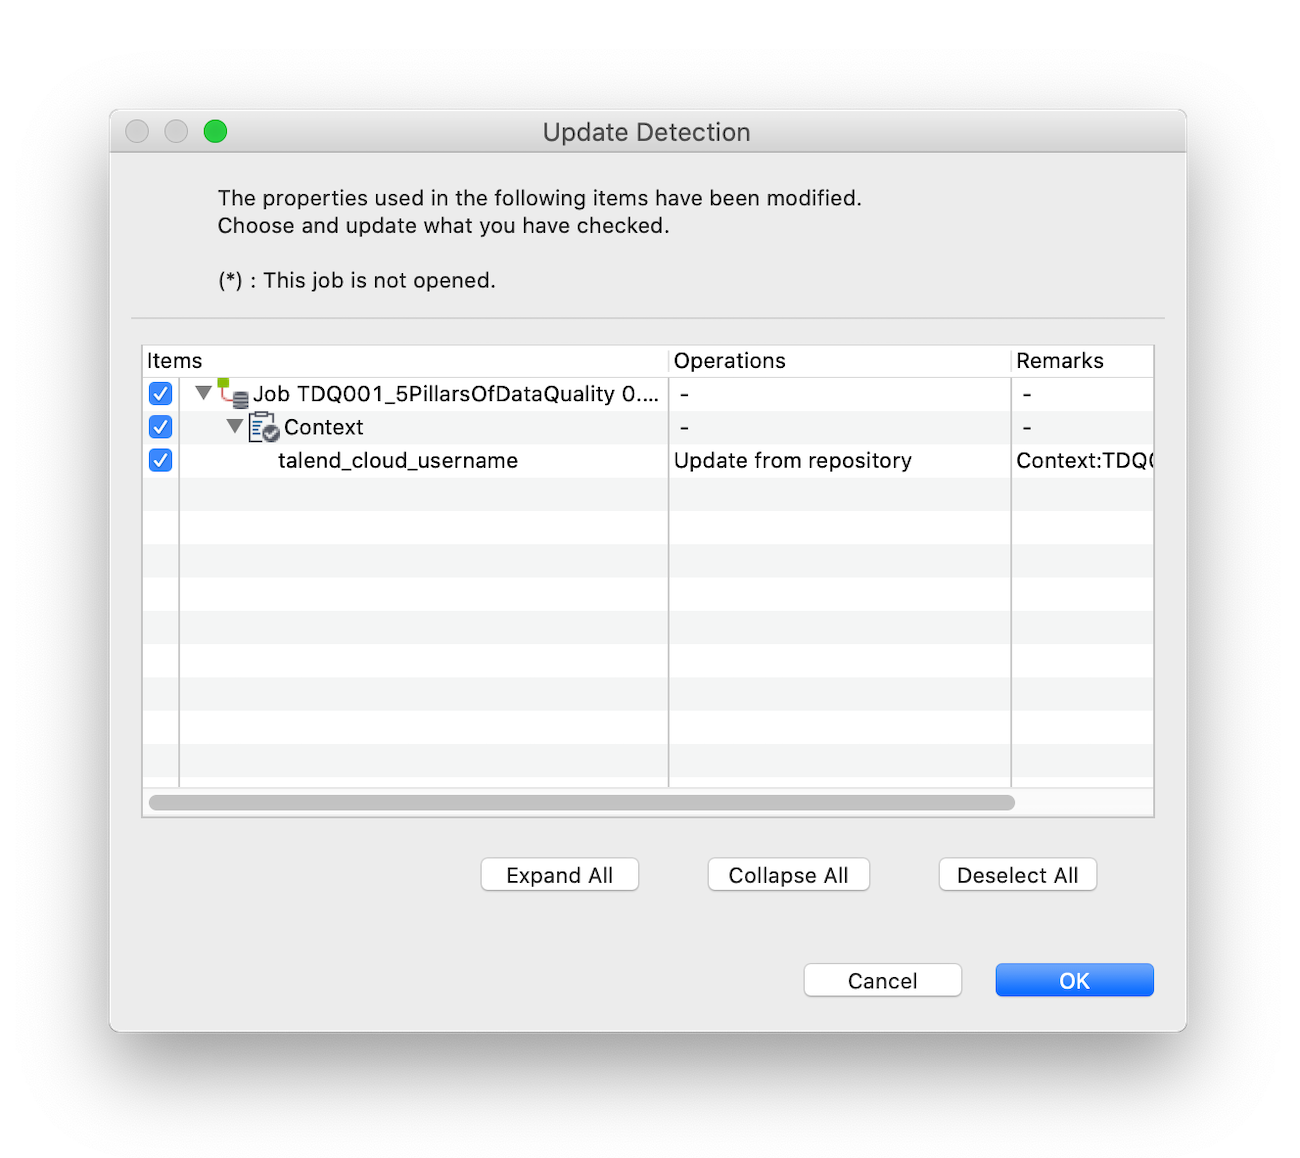 Update Detection
The properties used in the following items have been modified.
Choose and update what you have checked.
(*) : This job is not opened.
Items Operations Remarks
Job TDQ001_5PillarsOfDataQuality 0.... - -
Context - -
talend_cloud_username Update from repository Context:TDQ
Expand All Collapse All Deselect All
Cancel OK